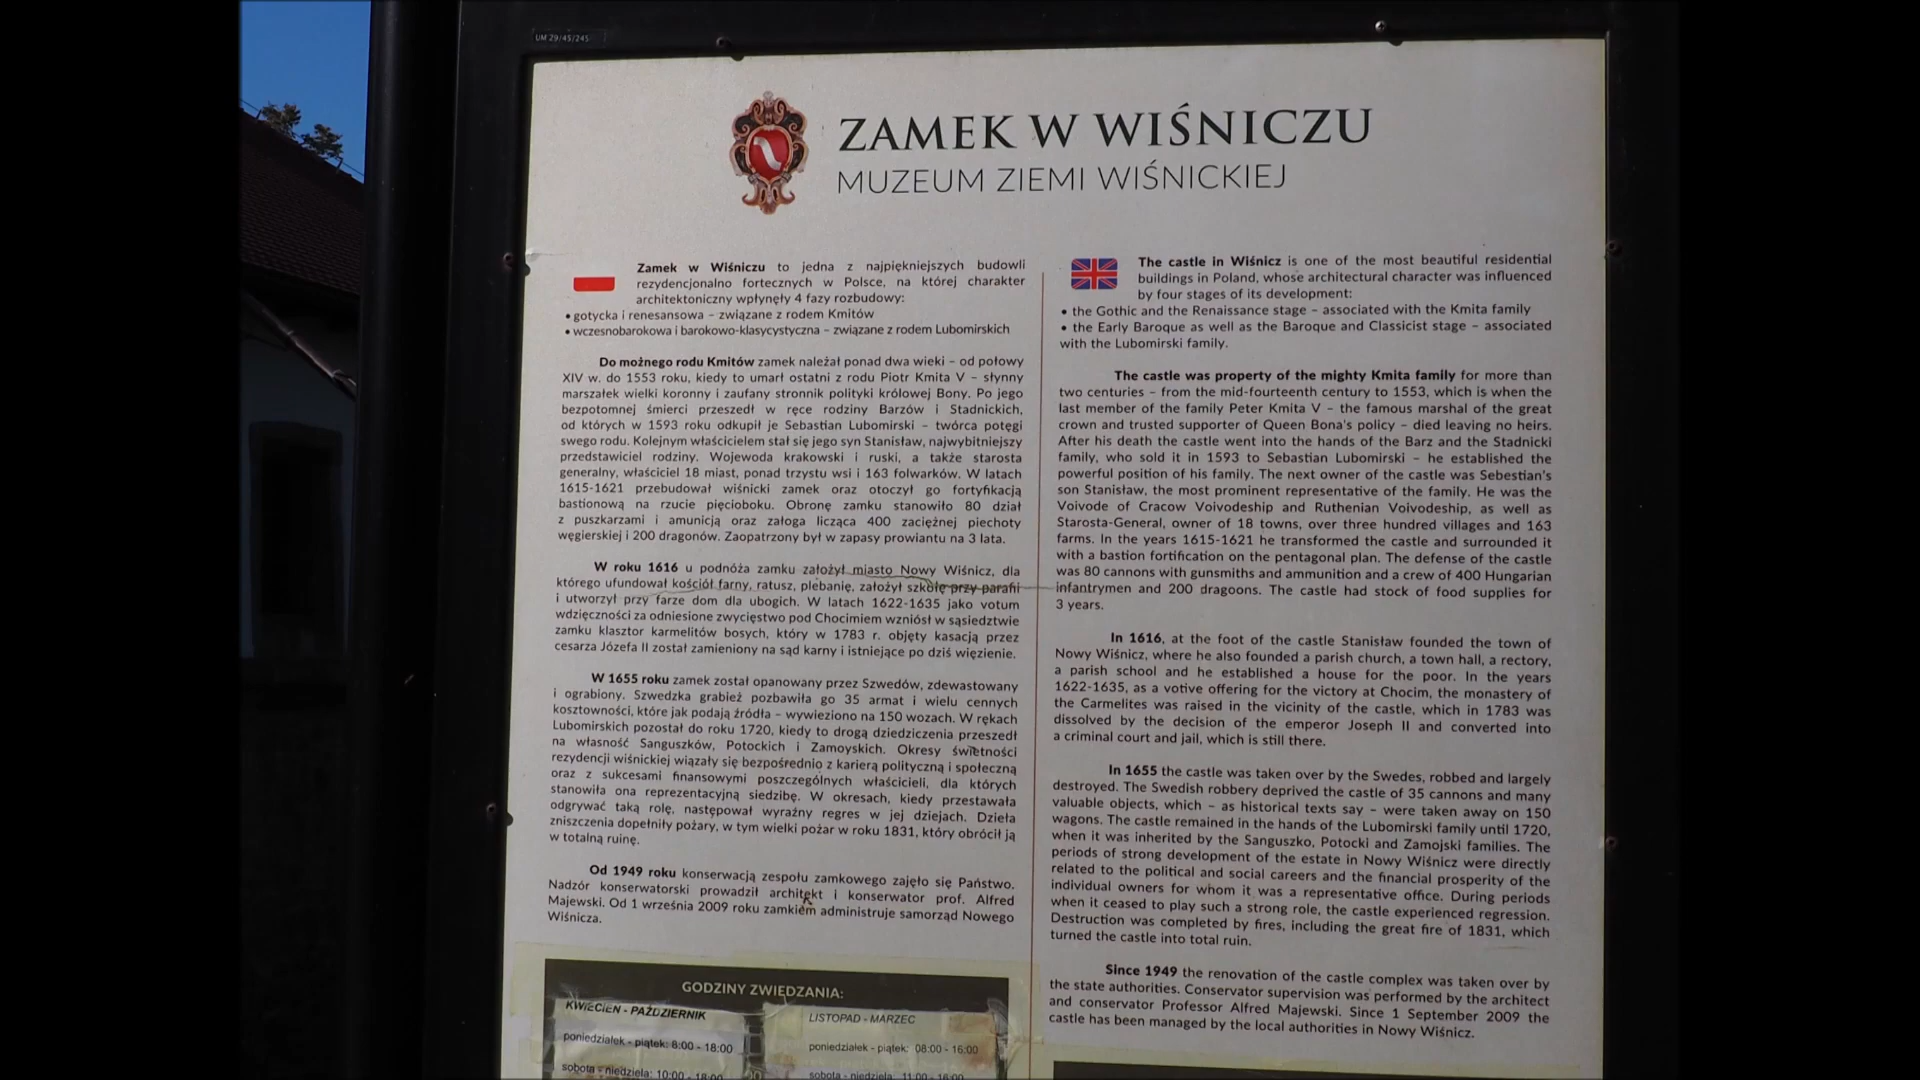 UM 29/45/245
ZAMEK W WIŚNICZU
MUZEUM ZIEMI WIŚNICKIEJ
Zamek w Wiśniczu to jedna z najpiękniejszych budowli
rezydencjonalno fortecznych w Polsce, na której charakter
architektoniczny wpłynęły 4 fazy rozbudowy:
• gotycka i renesansowa – związane z rodem Kmitów
• wczesnobarokowa i barokowo-klasycystyczna – związane z rodem Lubomirskich
Do możnego rodu Kmitów zamek należał ponad dwa wieki – od połowy
XIV w. do 1553 roku, kiedy to umarł ostatni z rodu Piotr Kmita V – słynny
marszałek wielki koronny i zaufany stronnik polityki królowej Bony. Po jego
bezpotomnej śmierci przeszedł w ręce rodziny Barzów i Stadnickich,
od których w 1593 roku odkupił je Sebastian Lubomirski – twórca potęgi
swego rodu. Kolejnym właścicielem stał się jego syn Stanisław, najwybitniejszy
przedstawiciel rodziny. Wojewoda krakowski i ruski, a także starosta
generalny, właściciel 18 miast, ponad trzystu wsi i 163 folwarków. W latach
1615-1621 przebudował wiśnicki zamek oraz otoczył go fortyfikacją
bastionową na rzucie pięcioboku. Obronę zamku stanowiło 80 dział
z puszkarzami i amunicją oraz załoga licząca 400 zaciężnej piechoty
węgierskiej i 200 dragonów. Zaopatrzony był w zapasy prowiantu na 3 lata.
W roku 1616 u podnóża zamku założył miasto Nowy Wiśnicz, dla
którego ufundował kościół farny, ratusz, plebanię, założył szkołę przy parafii
i utworzył przy farze dom dla ubogich. W latach 1622-1635 jako votum
wdzięczności za odniesione zwycięstwo pod Chocimiem wzniósł w sąsiedztwie
zamku klasztor karmelitów bosych, który w 1783 r. objęty kasacją przez
cesarza Józefa II został zamieniony na sąd karny i istniejące po dziś więzienie.
W 1655 roku zamek został opanowany przez Szwedów, zdewastowany
i ograbiony. Szwedzka grabież pozbawiła go 35 armat i wielu cennych
kosztowności, które jak podają źródła – wywieziono na 150 wozach. W rękach
Lubomirskich pozostał do roku 1720, kiedy to drogą dziedziczenia przeszedł
na własność Sanguszków, Potockich i Zamoyskich. Okresy świetności
rezydencji wiśnickiej wiązały się bezpośrednio z karierą polityczną i społeczną
oraz z sukcesami finansowymi poszczególnych właścicieli, dla których
stanowiła ona reprezentacyjną siedzibę. W okresach, kiedy przestawała
odgrywać taką rolę, następował wyraźny regres w jej dziejach. Dzieła
zniszczenia dopełniły pożary, w tym wielki pożar w roku 1831, który obrócił ją
w totalną ruinę.
Od 1949 roku konserwacją zespołu zamkowego zajęło się Państwo.
Nadzór konserwatorski prowadził architekt i konserwator prof. Alfred
Majewski. Od 1 września 2009 roku zamkiem administruje samorząd Nowego
Wiśnicza.
GODZINY ZWIEDZANIA:
KWIECIEŃ - PAŹDZIERNIK
poniedziałek - piątek: 8:00 - 18:00
sobota - niedziela: 10:00 - 18:00
LISTOPAD - MARZEC
poniedziałek - piątek: 08:00 - 16:00
sobota - niedziela: 11:00 - 16:00
The castle in Wiśnicz is one of the most beautiful residential
buildings in Poland, whose architectural character was influenced
by four stages of its development:
• the Gothic and the Renaissance stage – associated with the Kmita family
• the Early Baroque as well as the Baroque and Classicist stage – associated
with the Lubomirski family.
The castle was property of the mighty Kmita family for more than
two centuries – from the mid-fourteenth century to 1553, which is when the
last member of the family Peter Kmita V – the famous marshal of the great
crown and trusted supporter of Queen Bona's policy – died leaving no heirs.
After his death the castle went into the hands of the Barz and the Stadnicki
family, who sold it in 1593 to Sebastian Lubomirski – he established the
powerful position of his family. The next owner of the castle was Sebestian's
son Stanisław, the most prominent representative of the family. He was the
Voivode of Cracow Voivodeship and Ruthenian Voivodeship, as well as
Starosta-General, owner of 18 towns, over three hundred villages and 163
farms. In the years 1615-1621 he transformed the castle and surrounded it
with a bastion fortification on the pentagonal plan. The defense of the castle
was 80 cannons with gunsmiths and ammunition and a crew of 400 Hungarian
infantrymen and 200 dragoons. The castle had stock of food supplies for
3 years.
In 1616, at the foot of the castle Stanisław founded the town of
Nowy Wiśnicz, where he also founded a parish church, a town hall, a rectory,
a parish school and he established a house for the poor. In the years
1622-1635, as a votive offering for the victory at Chocim, the monastery of
the Carmelites was raised in the vicinity of the castle, which in 1783 was
dissolved by the decision of the emperor Joseph II and converted into
a criminal court and jail, which is still there.
In 1655 the castle was taken over by the Swedes, robbed and largely
destroyed. The Swedish robbery deprived the castle of 35 cannons and many
valuable objects, which – as historical texts say – were taken away on 150
wagons. The castle remained in the hands of the Lubomirski family until 1720,
when it was inherited by the Sanguszko, Potocki and Zamojski families. The
periods of strong development of the estate in Nowy Wiśnicz were directly
related to the political and social careers and the financial prosperity of the
individual owners for whom it was a representative office. During periods
when it ceased to play such a strong role, the castle experienced regression.
Destruction was completed by fires, including the great fire of 1831, which
turned the castle into total ruin.
Since 1949 the renovation of the castle complex was taken over by
the state authorities. Conservator supervision was performed by the architect
and conservator Professor Alfred Majewski. Since 1 September 2009 the
castle has been managed by the local authorities in Nowy Wiśnicz.